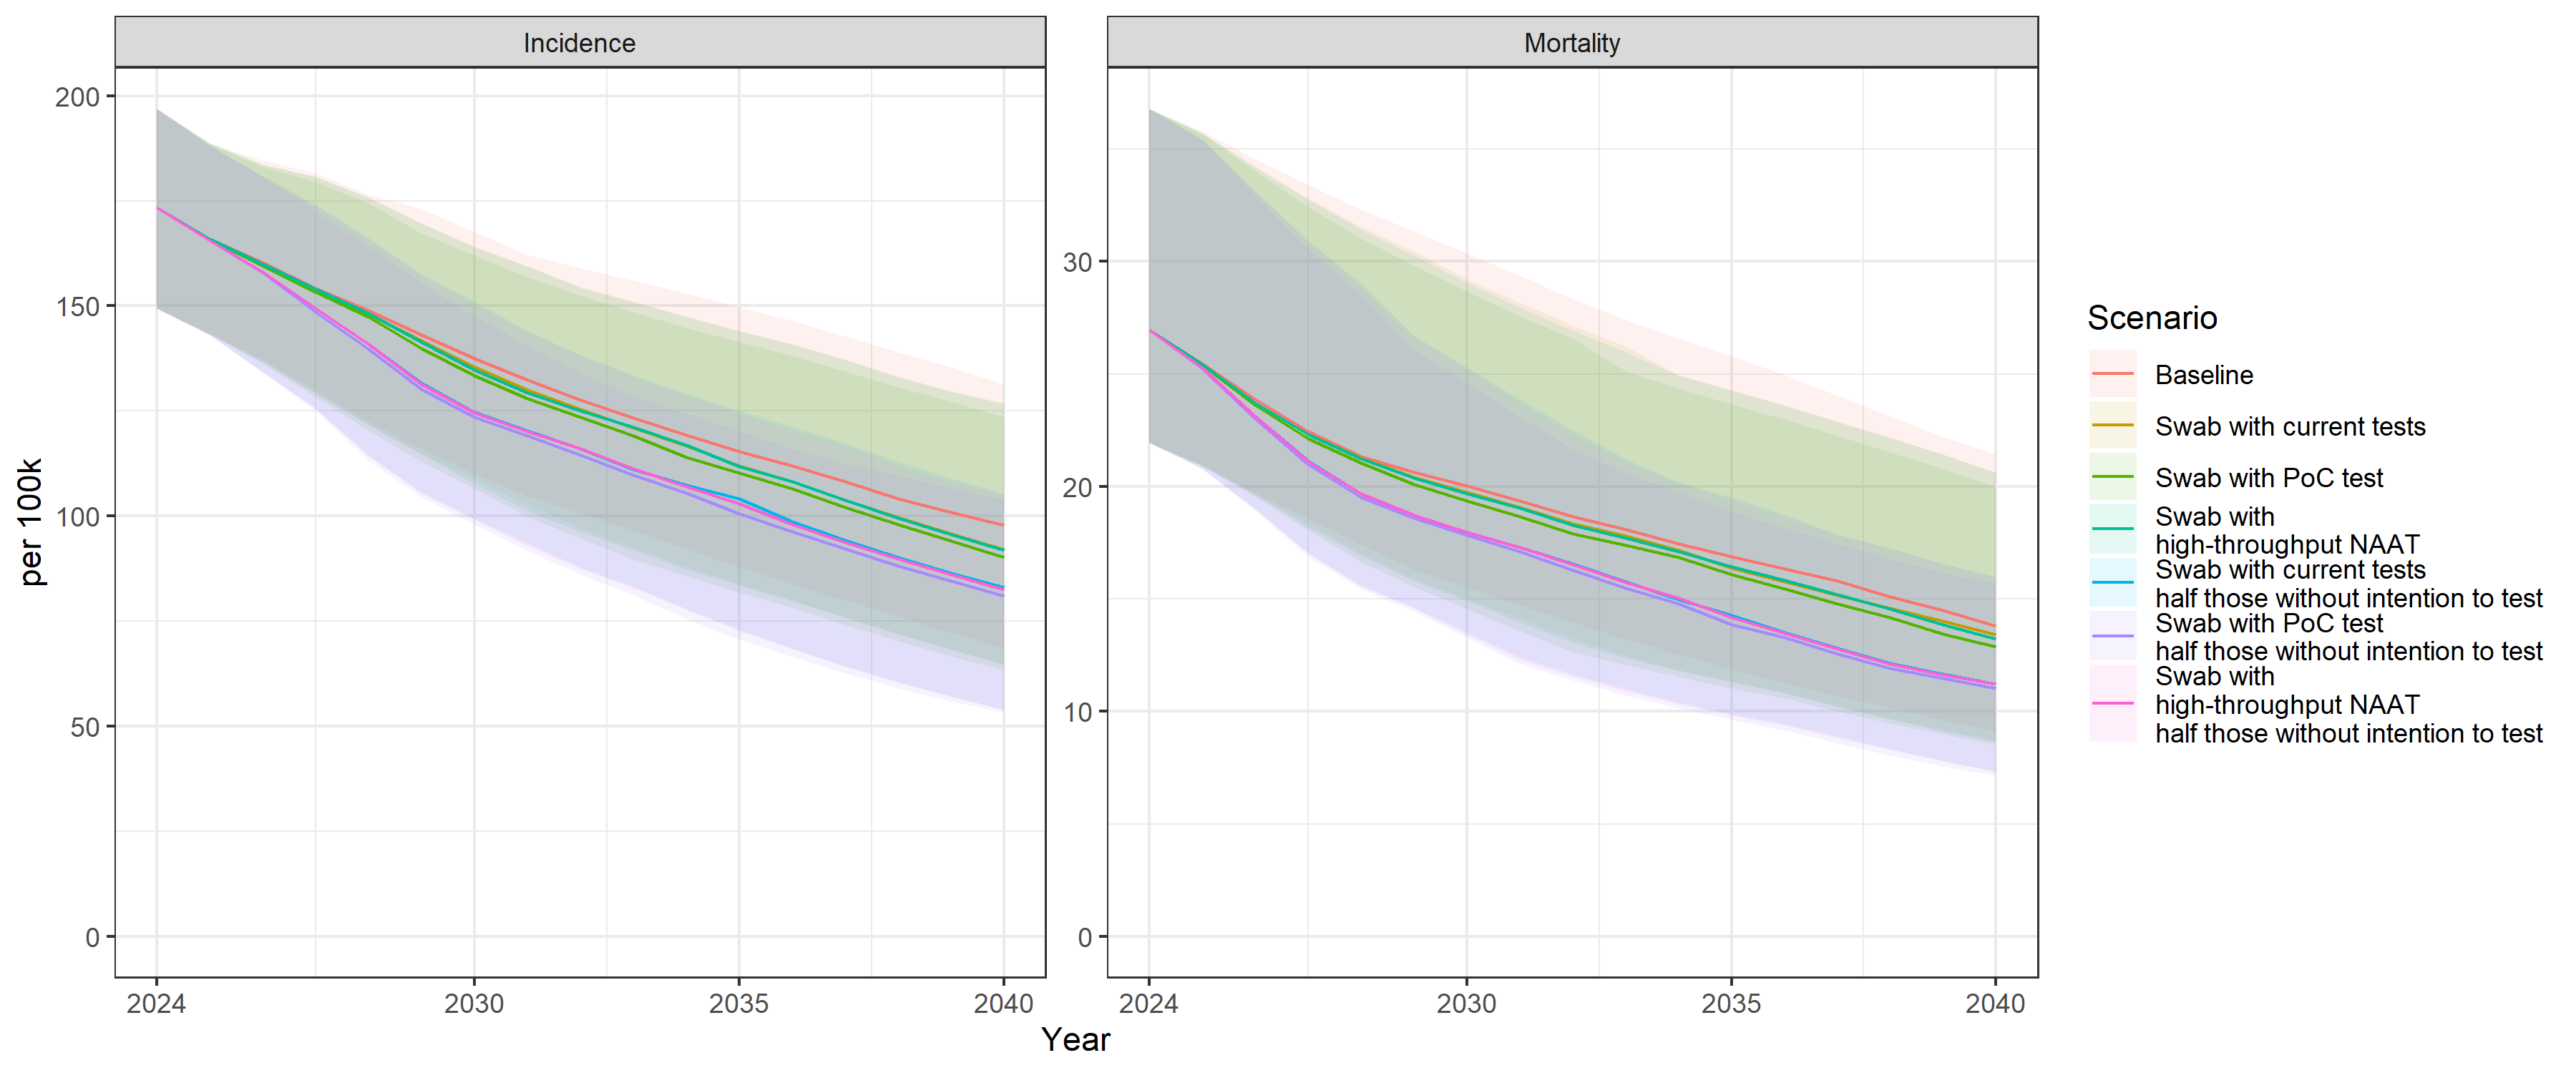 Incidence
Mortality
per 100k
200
150
100
50
0
30
20
10
0
2024
2030
2035
2040
2024
2030
2035
2040
Year
Scenario
Baseline
Swab with current tests
Swab with PoC test
Swab with
high-throughput NAAT
Swab with current tests
half those without intention to test
Swab with PoC test
half those without intention to test
Swab with
high-throughput NAAT
half those without intention to test